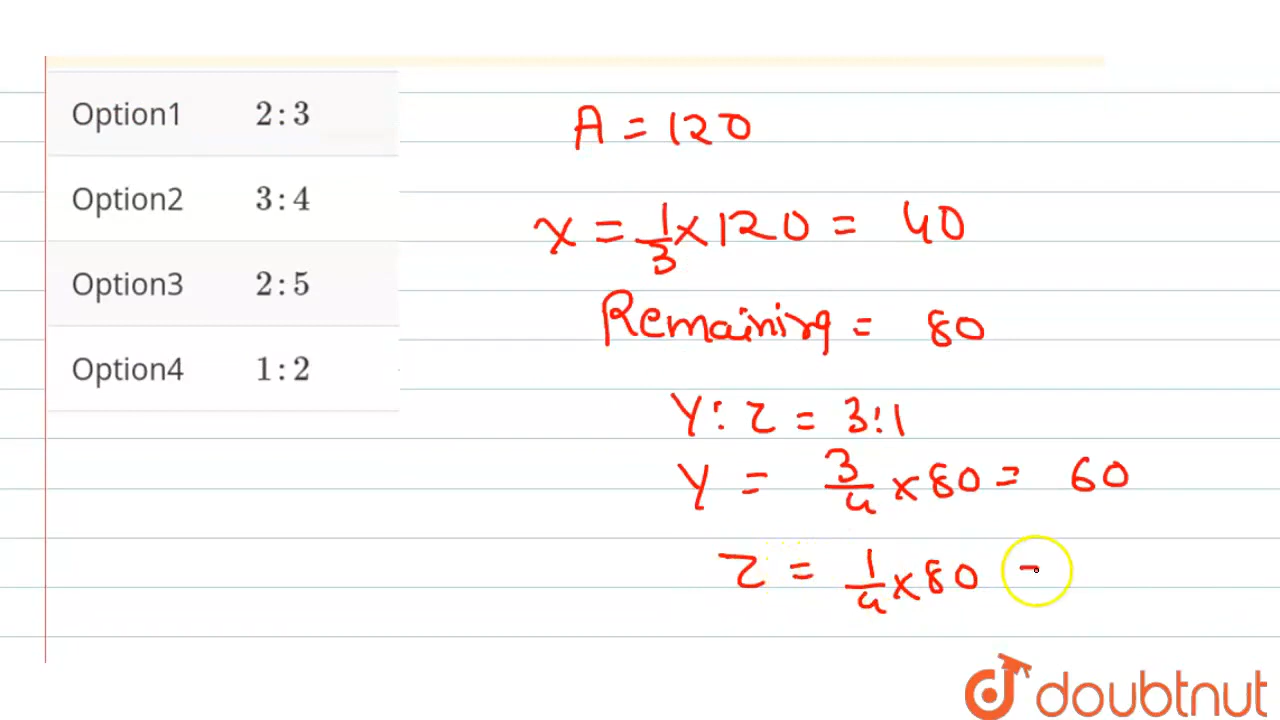 Option1 2 : 3
Option2 3 : 4
Option3 2 : 5
Option4 1 : 2
A = 120
x = 1/3 x 120 = 40
Remaining = 80
Y : Z = 3 : 1
Y = 3/4 x 80 = 60
Z = 1/4 x 80 -
doubtnut